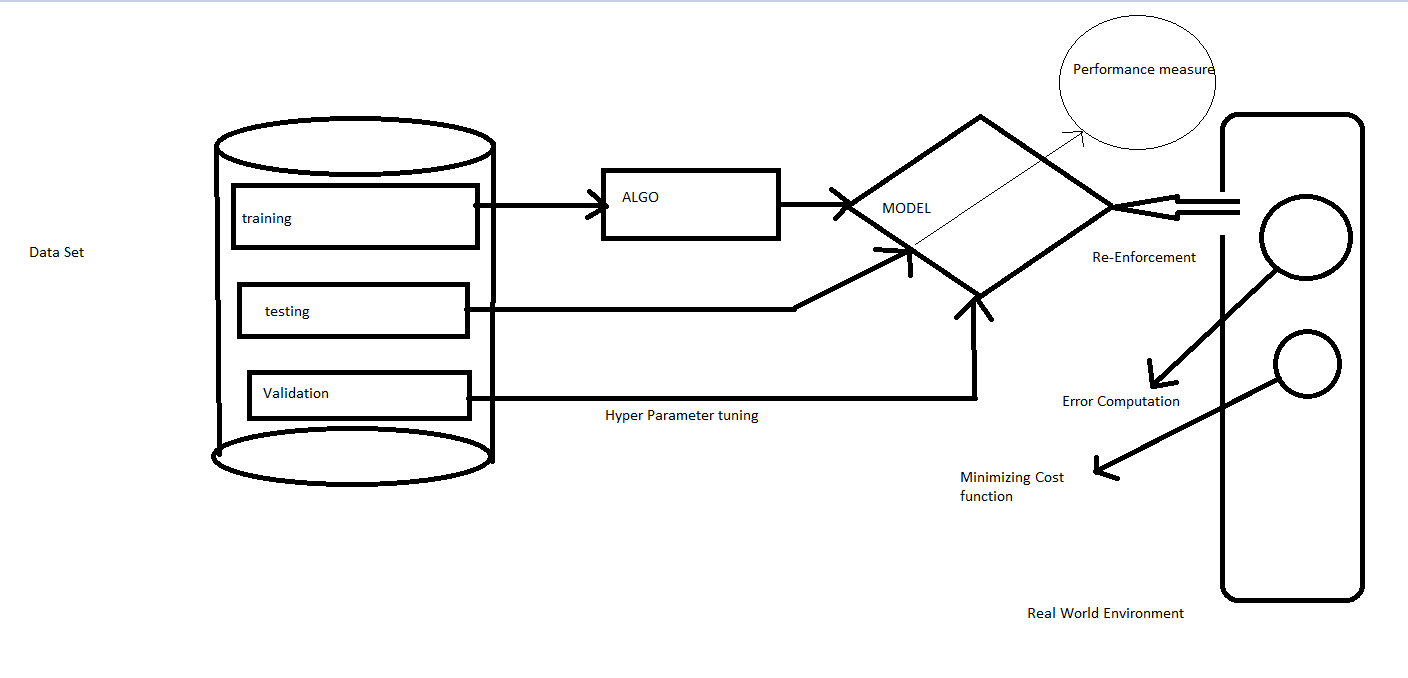 Performance measure
training
ALGO
MODEL
Data Set
Re-Enforcement
testing
Validation
Hyper Parameter tuning
Error Computation
Minimizing Cost
function
Real World Environment